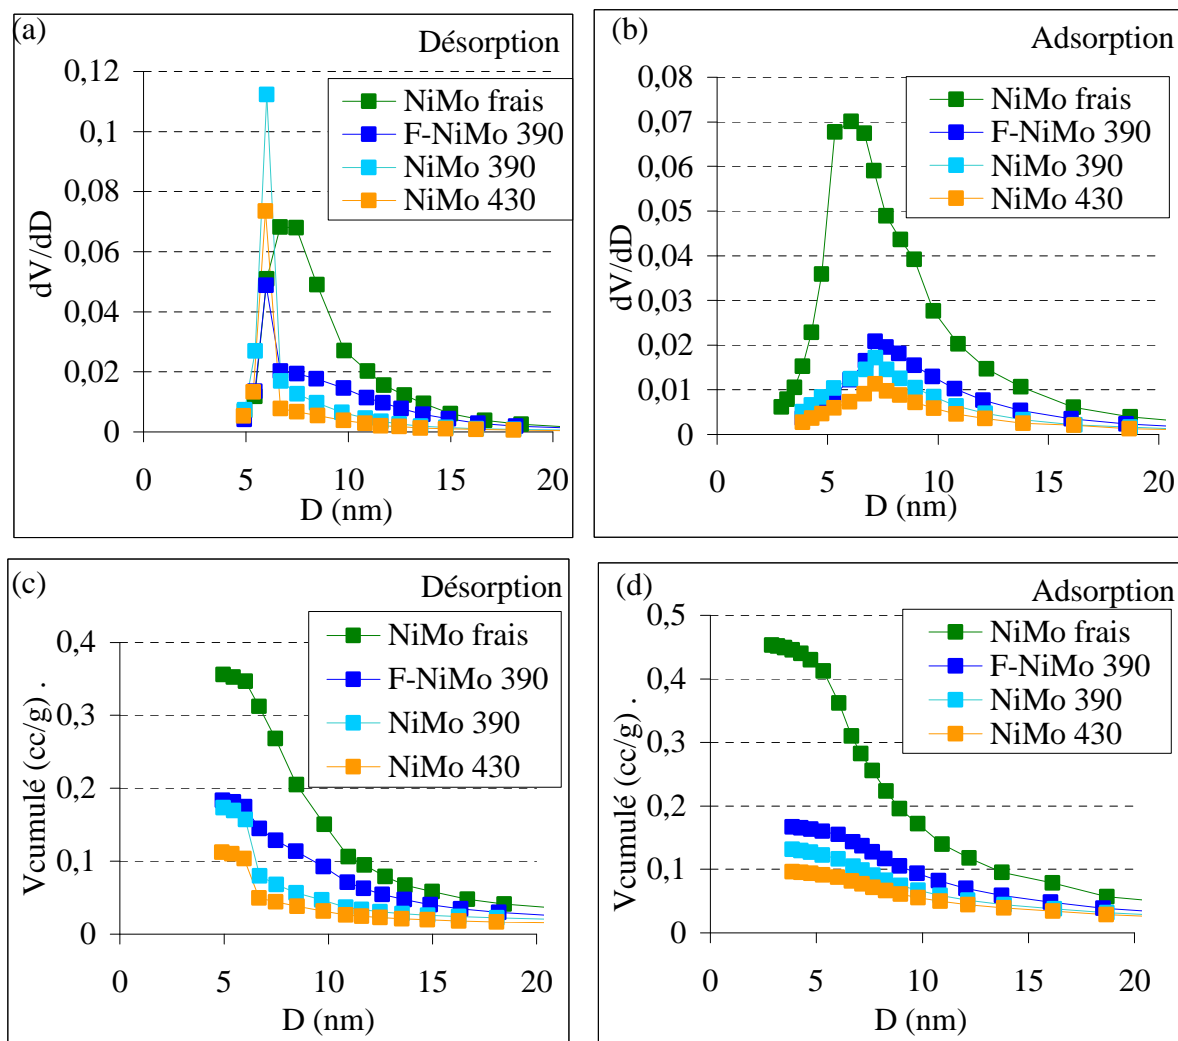 (a)
Désorption
0,12
0,1
0,08
0,06
0,04
0,02
0
dV/dD
NiMo frais
F-NiMo 390
NiMo 390
NiMo 430
0 5 10 15 20
D (nm)
(b)
Adsorption
0,08
0,07
0,06
0,05
0,04
0,03
0,02
0,01
0
dV/dD
NiMo frais
F-NiMo 390
NiMo 390
NiMo 430
0 5 10 15 20
D (nm)
(c)
Désorption
0,4
0,3
0,2
0,1
0
Vcumulé (cc/g) .
NiMo frais
F-NiMo 390
NiMo 390
NiMo 430
0 5 10 15 20
D (nm)
(d)
Adsorption
0,5
0,4
0,3
0,2
0,1
0
Vcumulé (cc/g) .
NiMo frais
F-NiMo 390
NiMo 390
NiMo 430
0 5 10 15 20
D (nm)